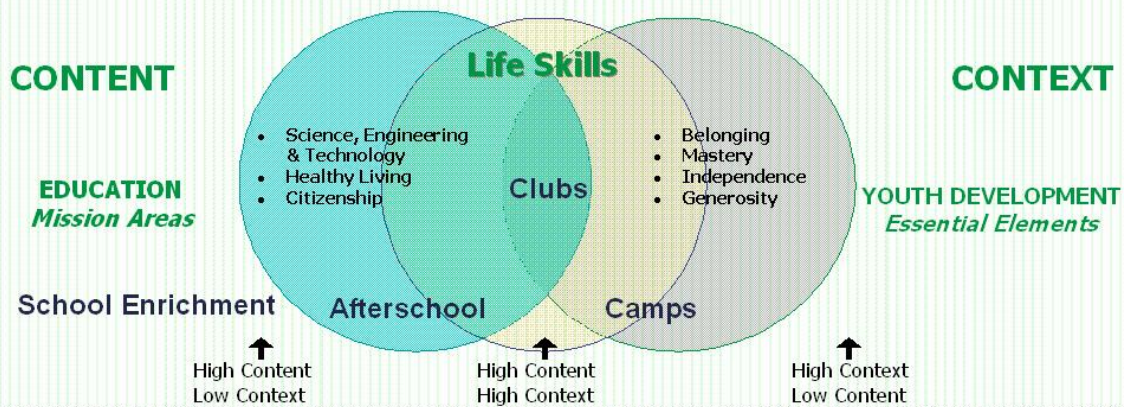 Life Skills
CONTENT
CONTEXT
• Science, Engineering
& Technology
• Healthy Living
• Citizenship
• Belonging
• Mastery
• Independence
• Generosity
EDUCATION
Mission Areas
Clubs
YOUTH DEVELOPMENT
Essential Elements
School Enrichment
Afterschool
Camps
High Content
Low Context
High Content
High Context
High Context
Low Content